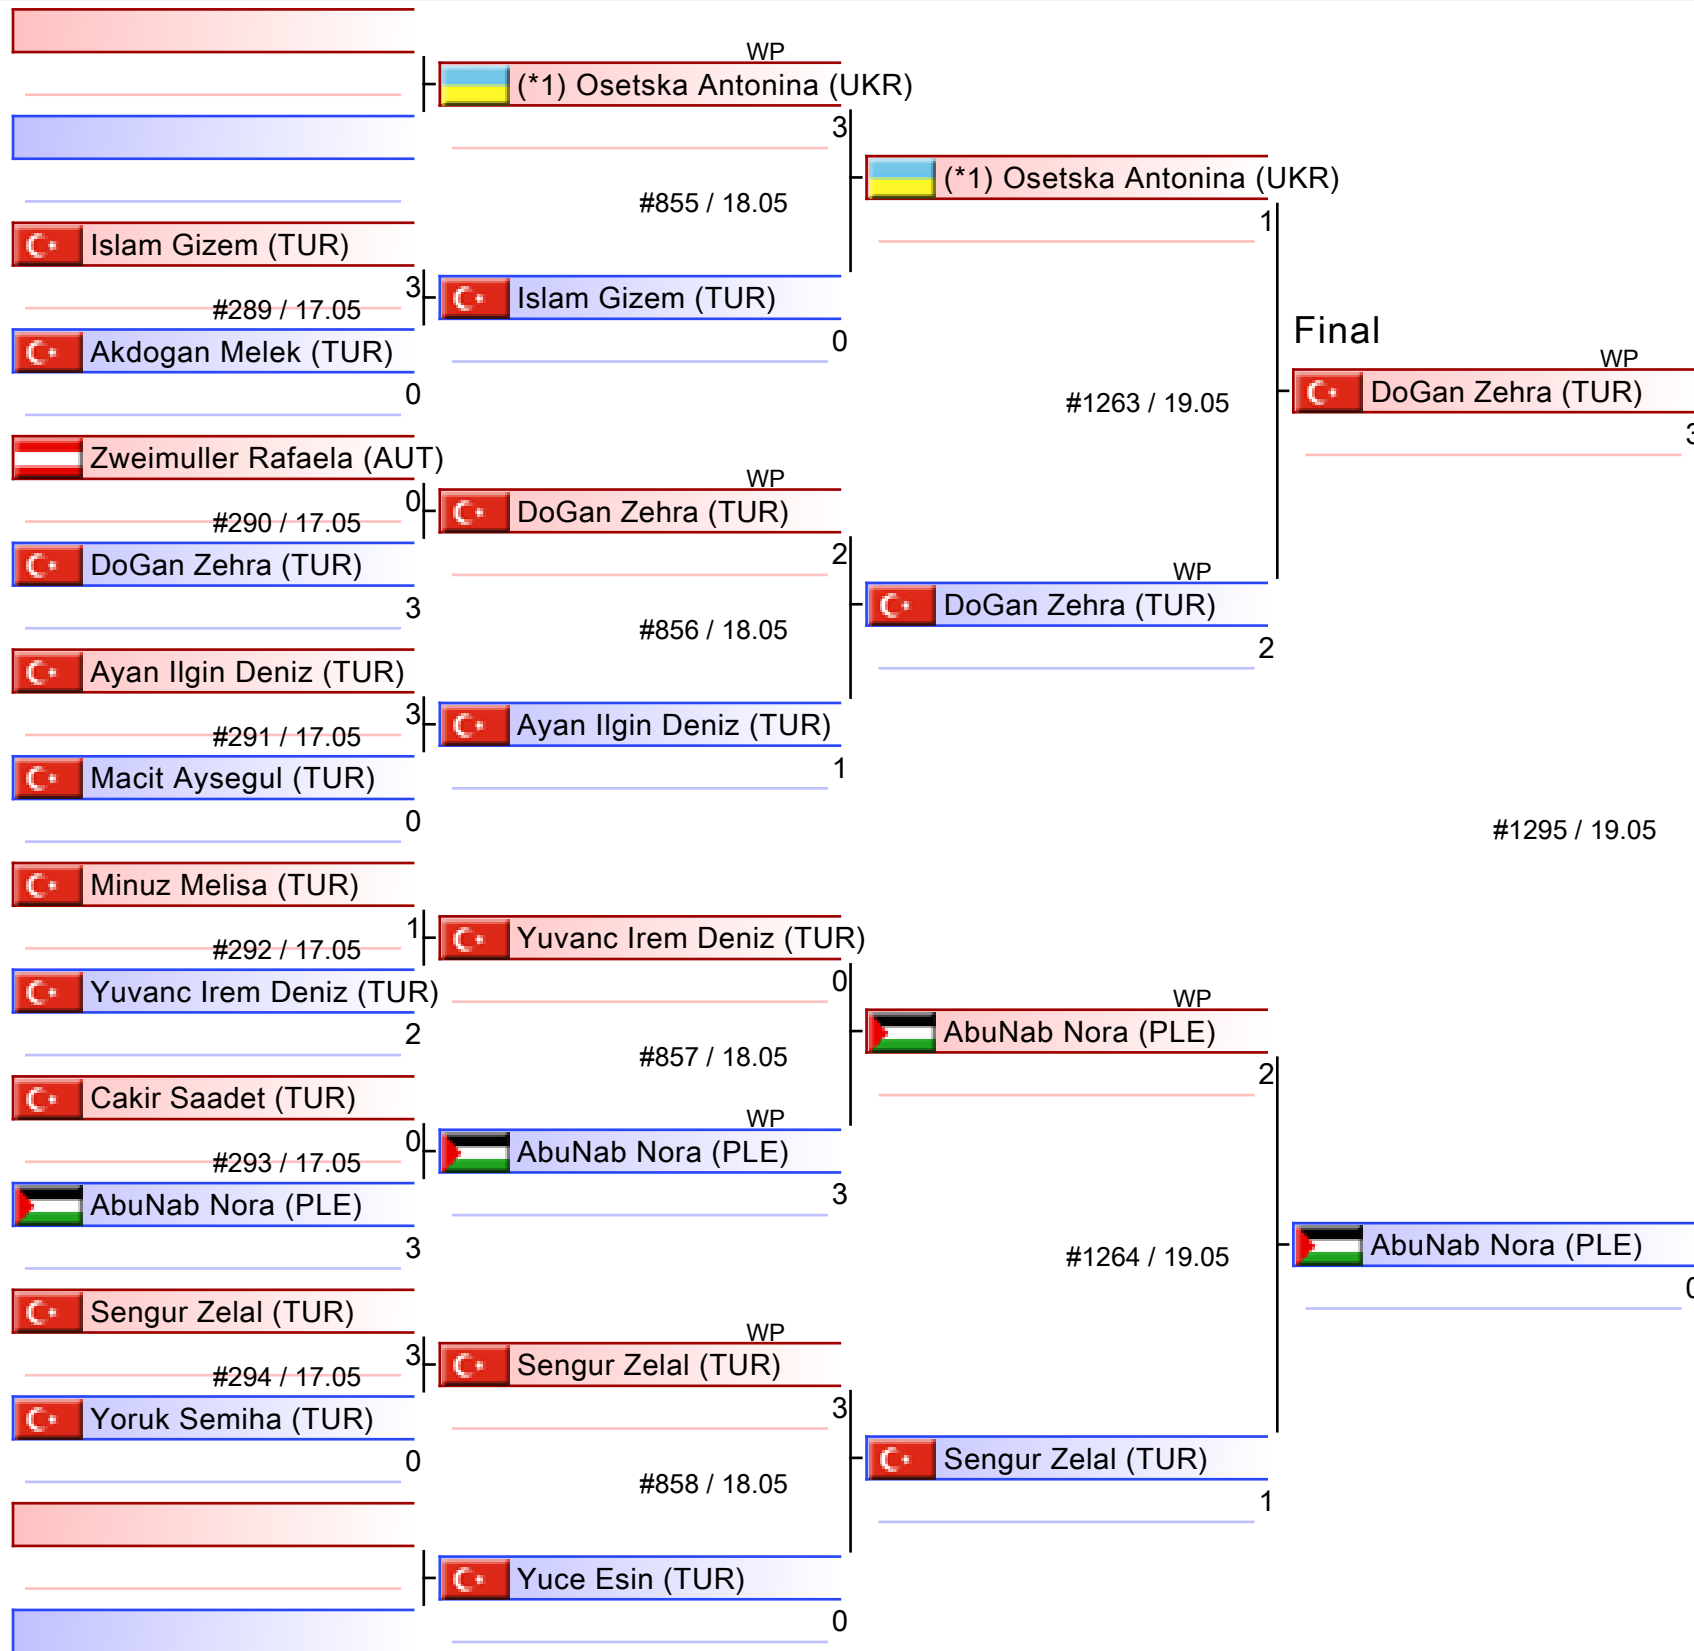 WP
(*1) Osetska Antonina (UKR)
3
(*1) Osetska Antonina (UKR)
#855 / 18.05
1
Islam Gizem (TUR)
3
Islam Gizem (TUR)
#289 / 17.05
Akdogan Melek (TUR)
0
0
Final
WP
DoGan Zehra (TUR)
#1263 / 19.05
3
Zweimuller Rafaela (AUT)
0
WP
DoGan Zehra (TUR)
#290 / 17.05
DoGan Zehra (TUR)
2
3
WP
DoGan Zehra (TUR)
#856 / 18.05
2
Ayan Ilgin Deniz (TUR)
3
Ayan Ilgin Deniz (TUR)
#291 / 17.05
Macit Aysegul (TUR)
1
0
#1295 / 19.05
Minuz Melisa (TUR)
1
Yuvanc Irem Deniz (TUR)
#292 / 17.05
Yuvanc Irem Deniz (TUR)
0
2
WP
AbuNab Nora (PLE)
#857 / 18.05
2
Cakir Saadet (TUR)
0
WP
AbuNab Nora (PLE)
#293 / 17.05
AbuNab Nora (PLE)
3
3
#1264 / 19.05
AbuNab Nora (PLE)
0
Sengur Zelal (TUR)
3
WP
Sengur Zelal (TUR)
#294 / 17.05
Yoruk Semiha (TUR)
3
0
Sengur Zelal (TUR)
#858 / 18.05
1
Yuce Esin (TUR)
0